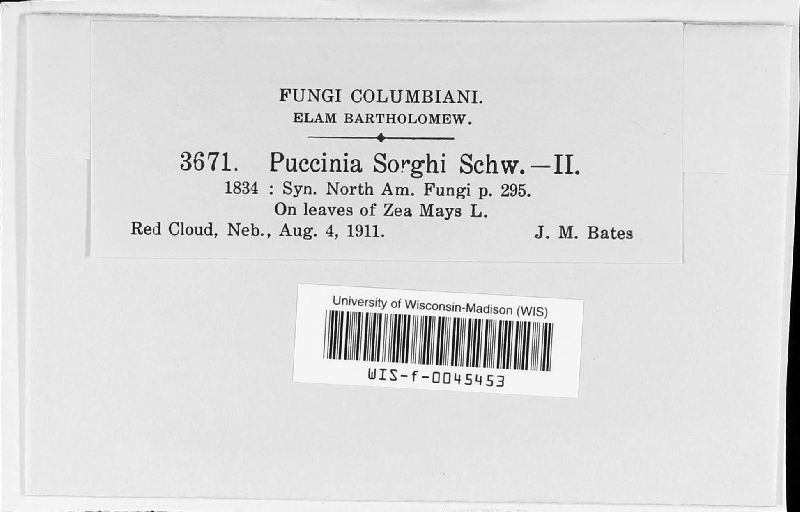 FUNGI COLUMBIANI.
ELAM BARTHOLOMEW.
3671. Puccinia Sorghi Schw.—II.
1834 : Syn. North Am. Fungi p. 295.
On leaves of Zea Mays L.
Red Cloud, Neb., Aug. 4, 1911. J. M. Bates
University of Wisconsin-Madison (WIS)
WIS-f-0045453